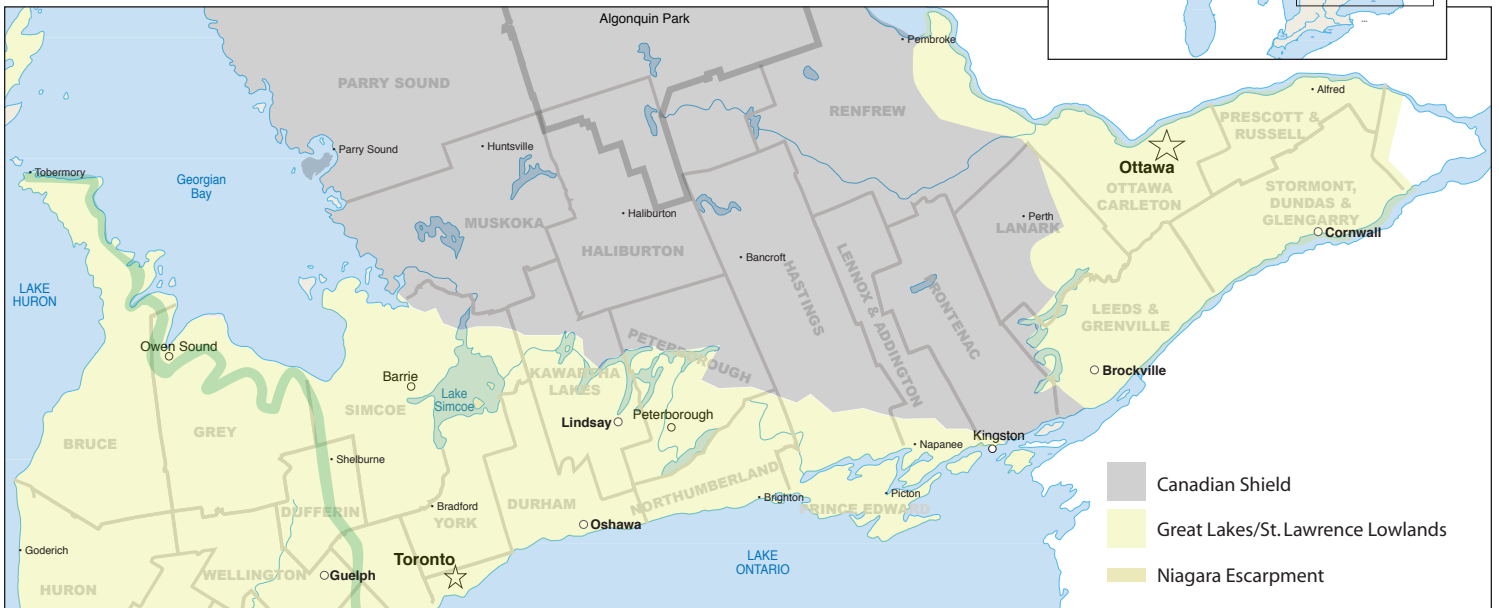 Algonquin Park
Pembroke
PARRY SOUND
RENFREW
Alfred
PRESCOTT &
RUSSELL
Parry Sound
Huntsville
Ottawa
Tobermory
Georgian
Bay
OTTAWA
CARLETON
STORMONT,
DUNDAS &
GLENGARRY
Haliburton
Perth
LANARK
MUSKOKA
HALIBURTON
Cornwall
Bancroft
HASTINGS
LENNOX & ADDINGTON
FRONTENAC
LAKE
HURON
LEEDS &
GRENVILLE
Owen Sound
PETERBOROUGH
Barrie
KAWARTHA
LAKES
Brockville
Lake
Simcoe
SIMCOE
Lindsay
Peterborough
BRUCE
GREY
Kingston
Napanee
Shelburne
Canadian Shield
NORTHUMBERLAND
Brighton
Picton
PRINCE EDWARD
DUFFERIN
Bradford
YORK
DURHAM
Oshawa
Great Lakes/St. Lawrence Lowlands
Goderich
Toronto
LAKE
ONTARIO
WELLINGTON
Guelph
Niagara Escarpment
HURON